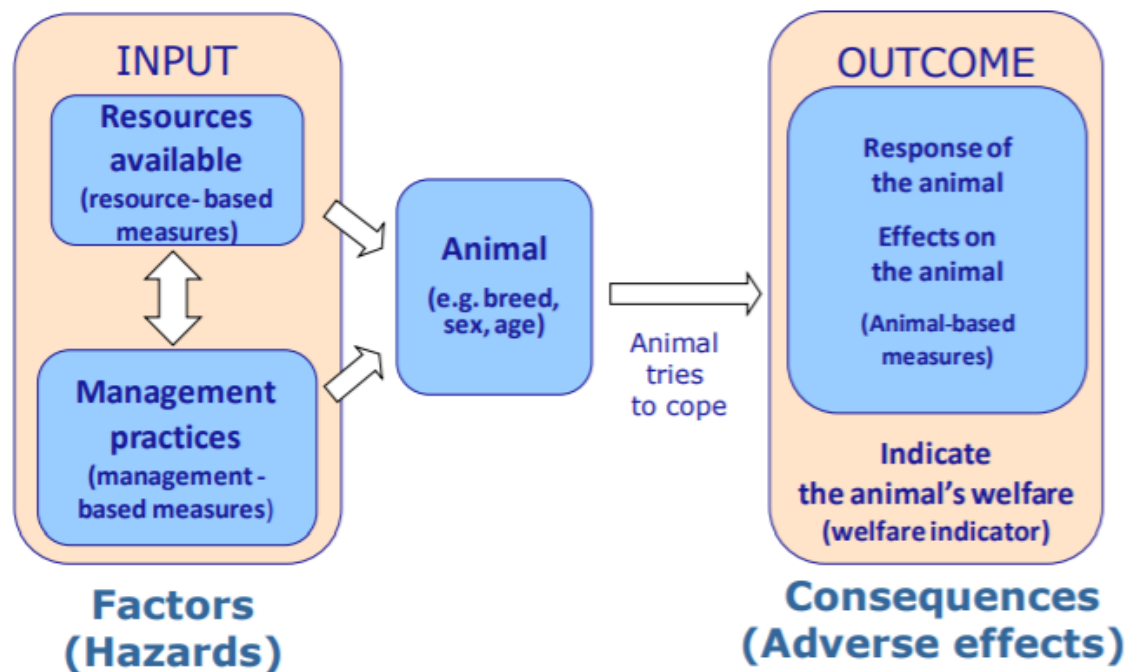 INPUT
Resources
available
(resource- based
measures)
Management
practices
(management -
based measures)
Factors
(Hazards)
Animal
(e.g. breed,
sex, age)
Animal
tries
to cope
OUTCOME
Response of
the animal
Effects on
the animal
(Animal-based
measures)
Indicate
the animal's welfare
(welfare indicator)
Consequences
(Adverse effects)